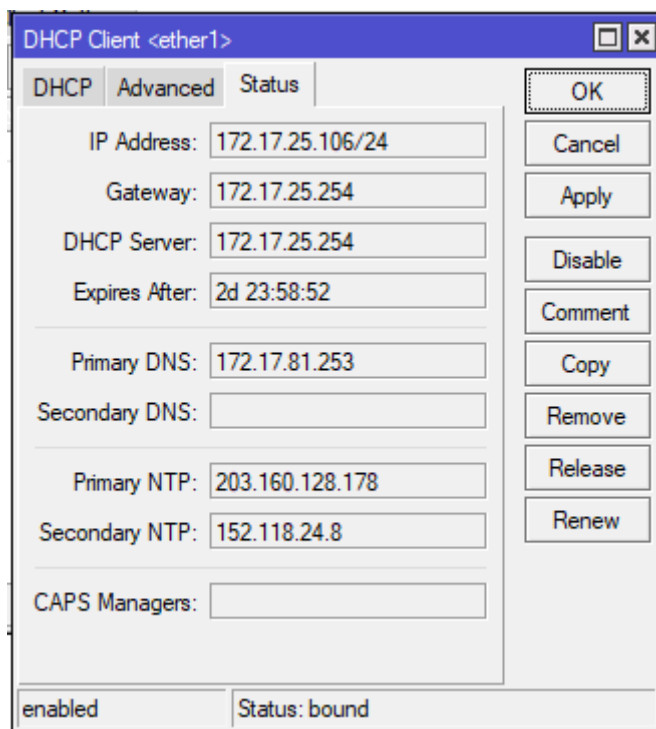 DHCP Client <ether1>
DHCP Advanced Status
IP Address: 172.17.25.106/24
Gateway: 172.17.25.254
DHCP Server: 172.17.25.254
Expires After: 2d 23:58:52
Primary DNS: 172.17.81.253
Secondary DNS:
Primary NTP: 203.160.128.178
Secondary NTP: 152.118.24.8
CAPS Managers:
OK
Cancel
Apply
Disable
Comment
Copy
Remove
Release
Renew
enabled Status: bound